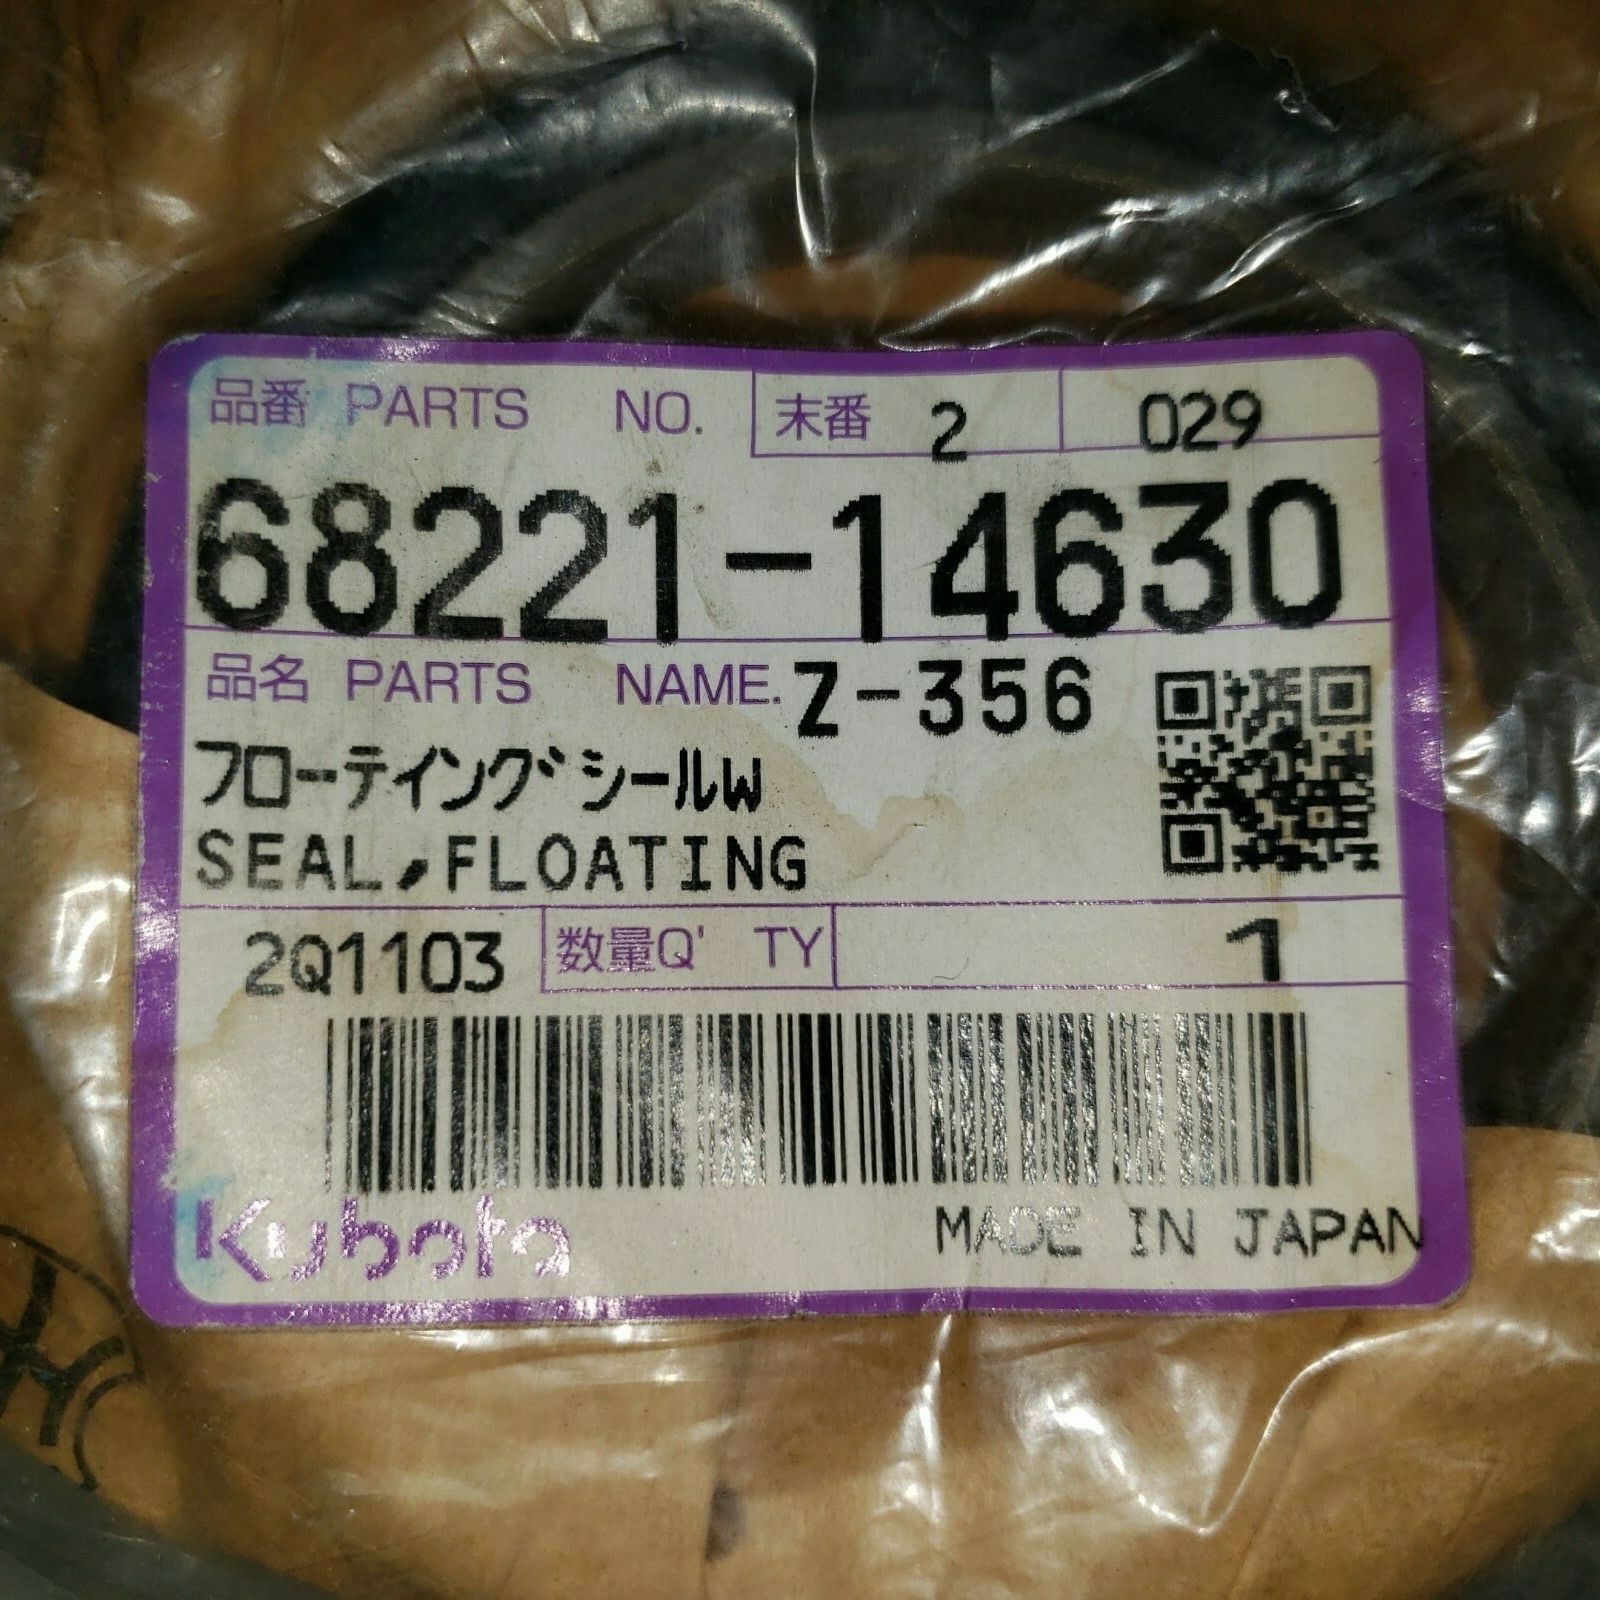 品番 PARTS NO. 末番 2 029
68221-14630
品名 PARTS NAME. Z-356
フローテイングシールW
SEAL,FLOATING
2Q1103 数量Q'TY 1
Kubota MADE IN JAPAN